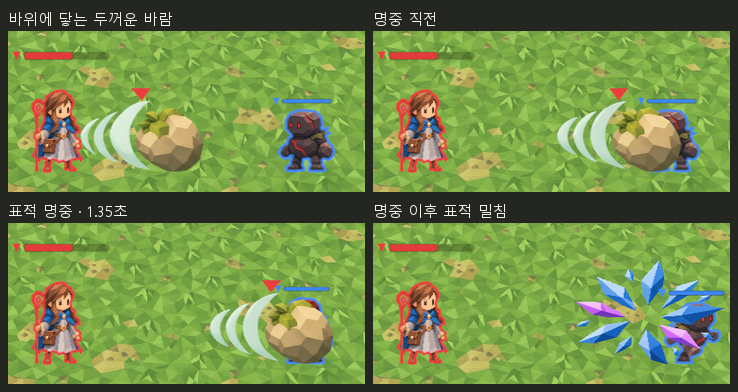 바위에 닿는 두꺼운 바람
명중 직전
표적 명중 · 1.35초
명중 이후 표적 밀침